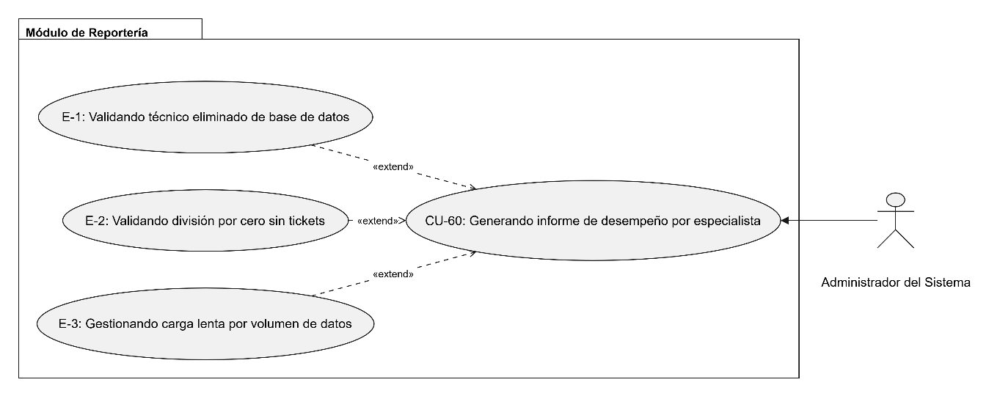 Módulo de Reportería
E-1: Validando técnico eliminado de base de datos
«extend»
E-2: Validando división por cero sin tickets
«extend»
CU-60: Generando informe de desempeño por especialista
«extend»
Administrador del Sistema
E-3: Gestionando carga lenta por volumen de datos